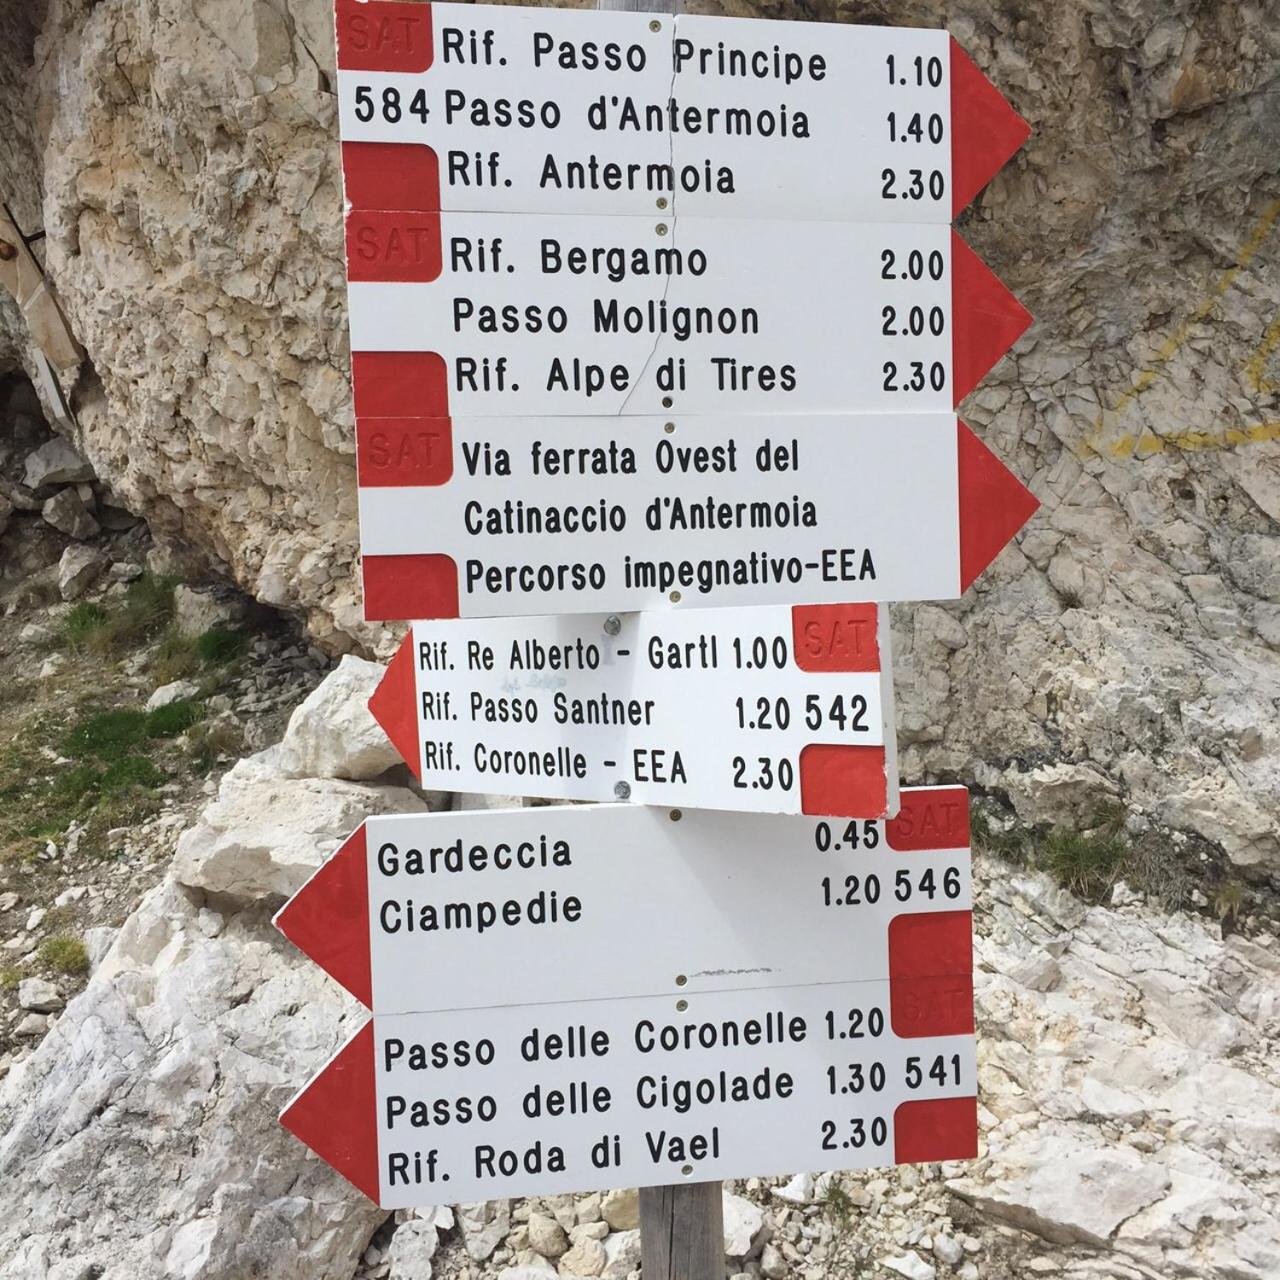 SAT
Rif. Passo Principe 1.10
584 Passo d'Antermoia 1.40
Rif. Antermoia 2.30
SAT
Rif. Bergamo 2.00
Passo Molignon 2.00
Rif. Alpe di Tires 2.30
SAT
Via ferrata Ovest del
Catinaccio d'Antermoia
Percorso impegnativo-EEA
Rif. Re Alberto - Gartl 1.00 SAT
Rif. Passo Santner 1.20 542
Rif. Coronelle - EEA 2.30
Gardeccia 0.45 SAT
Ciampedie 1.20 546
SAT
Passo delle Coronelle 1.20
Passo delle Cigolade 1.30 541
Rif. Roda di Vael 2.30